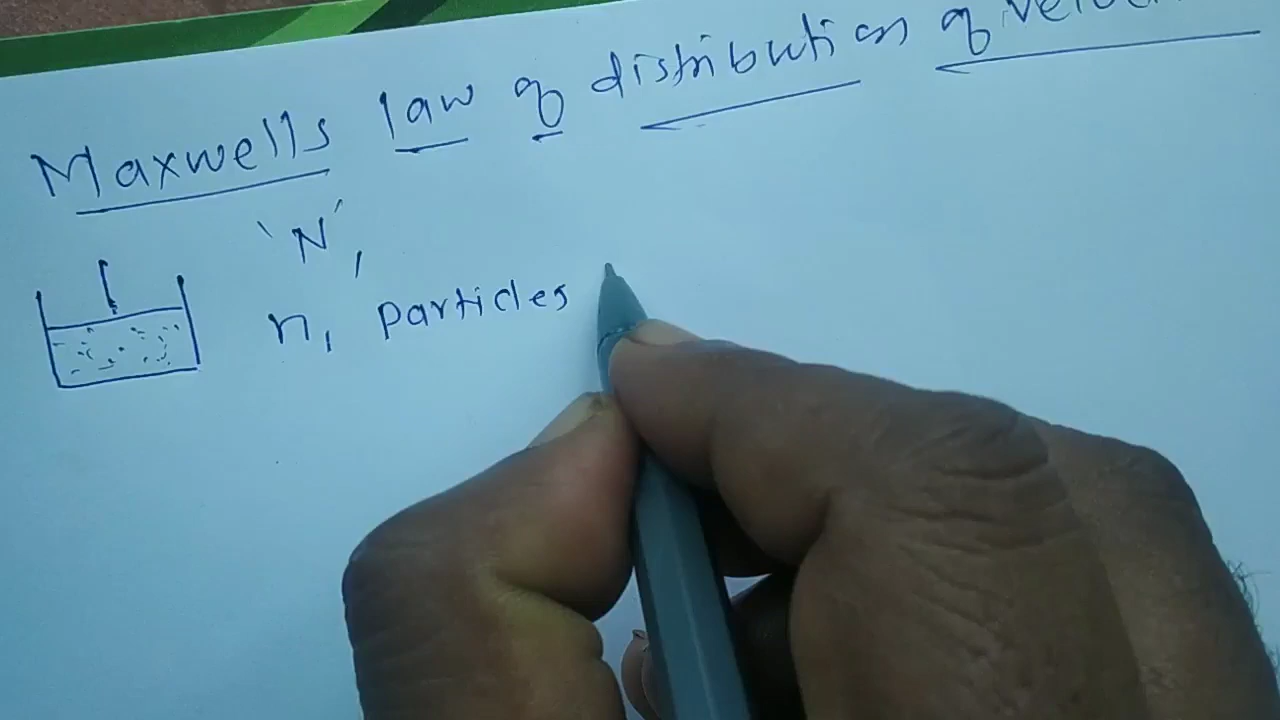 Maxwells law of distribution of
'N',
n, particles